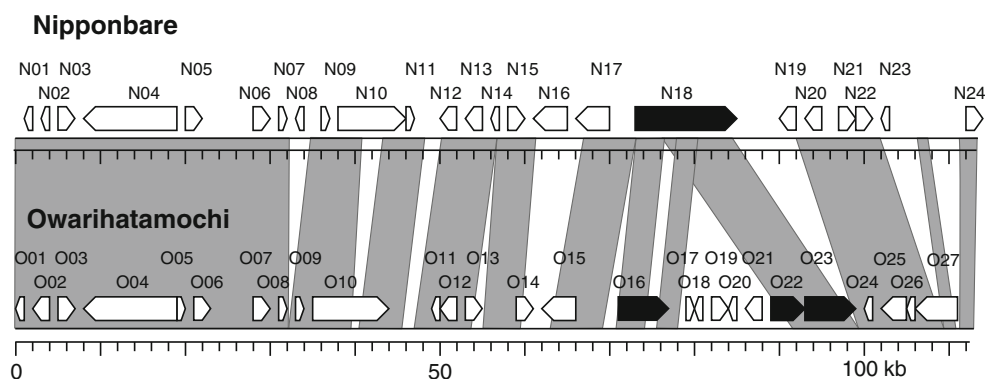 Nipponbare
N01 N03 N05 N07 N09 N11 N13 N15 N17 N19 N21 N23
N02 N04 N06 N08 N10 N12 N14 N16 N18 N20 N22 N24
Owarihatamochi
O01 O03 O05 O07 O09 O11 O13 O15 O17 O19 O21 O23 O25 O27
O02 O04 O06 O08 O10 O12 O14 O16 O18 O20 O22 O24 O26
0 50 100 kb